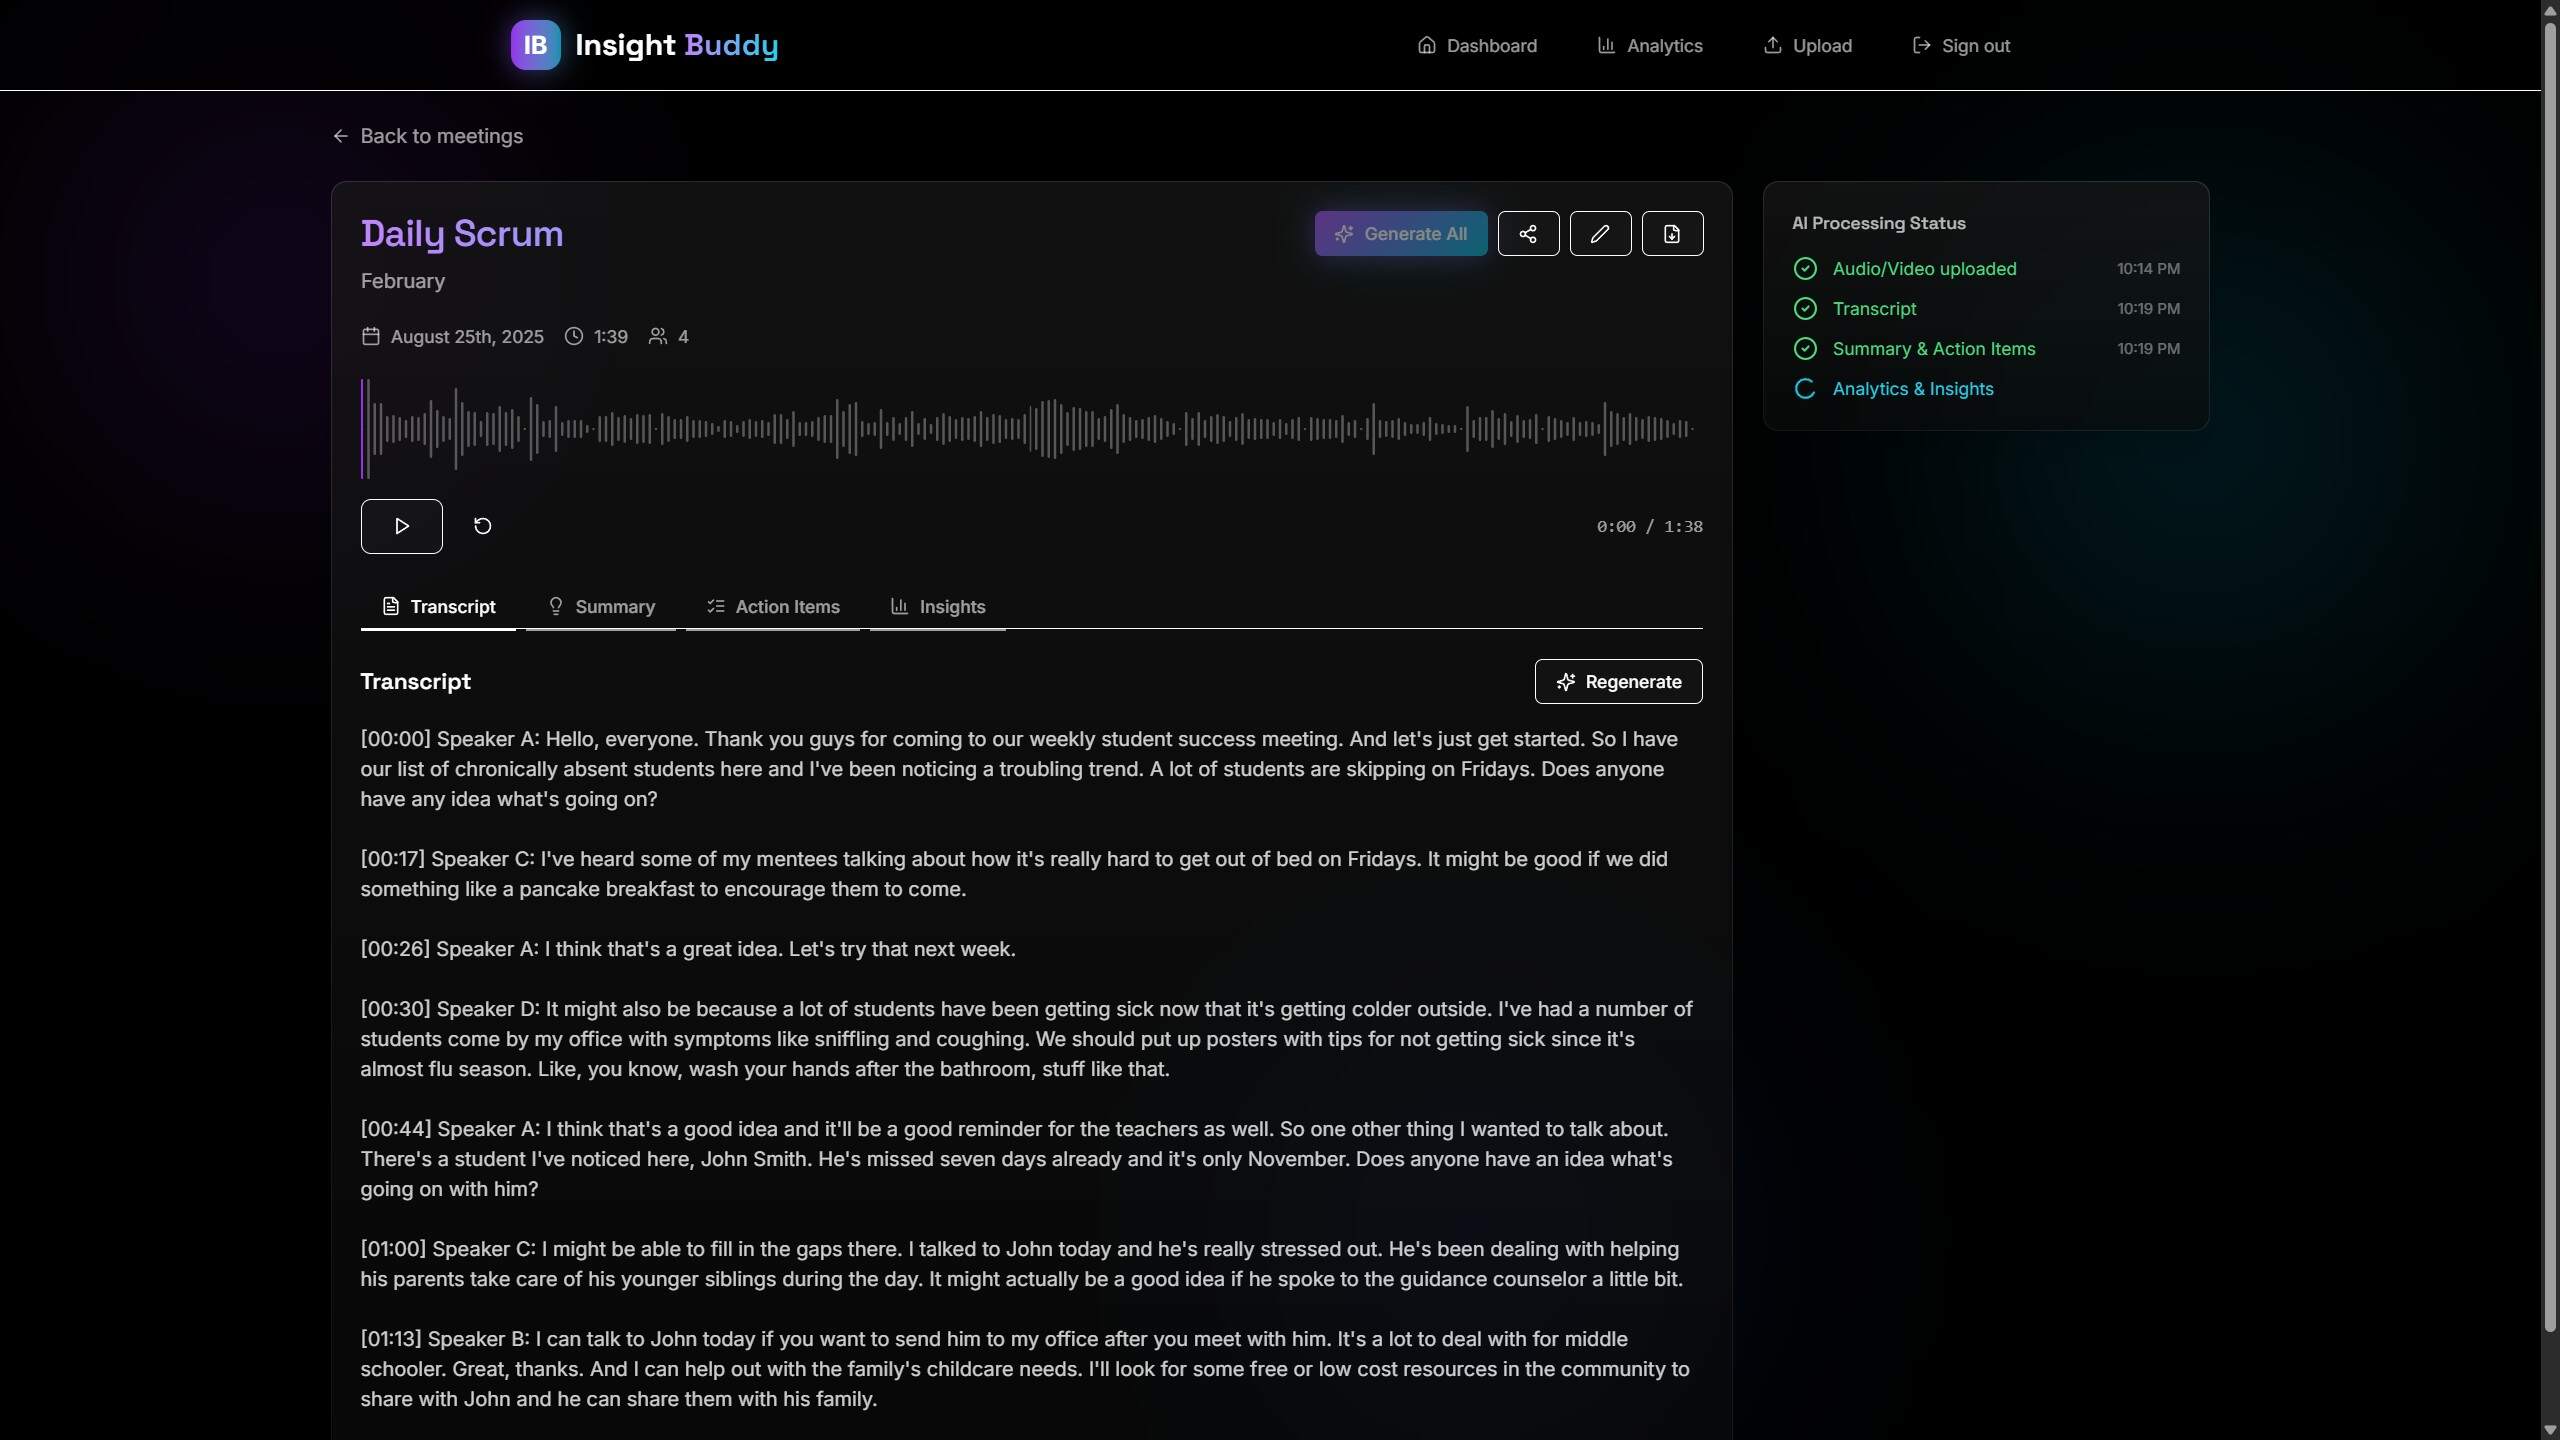 IB Insight Buddy
Dashboard
Analytics
Upload
Sign out
Back to meetings
Daily Scrum
Generate All
February
August 25th, 2025
1:39
4
0:00 / 1:38
Transcript
Summary
Action Items
Insights
Transcript
Regenerate
[00:00] Speaker A: Hello, everyone. Thank you guys for coming to our weekly student success meeting. And let's just get started. So I have
our list of chronically absent students here and I've been noticing a troubling trend. A lot of students are skipping on Fridays. Does anyone
have any idea what's going on?
[00:17] Speaker C: I've heard some of my mentees talking about how it's really hard to get out of bed on Fridays. It might be good if we did
something like a pancake breakfast to encourage them to come.
[00:26] Speaker A: I think that's a great idea. Let's try that next week.
[00:30] Speaker D: It might also be because a lot of students have been getting sick now that it's getting colder outside. I've had a number of
students come by my office with symptoms like sniffling and coughing. We should put up posters with tips for not getting sick since it's
almost flu season. Like, you know, wash your hands after the bathroom, stuff like that.
[00:44] Speaker A: I think that's a good idea and it'll be a good reminder for the teachers as well. So one other thing I wanted to talk about.
There's a student I've noticed here, John Smith. He's missed seven days already and it's only November. Does anyone have an idea what's
going on with him?
[01:00] Speaker C: I might be able to fill in the gaps there. I talked to John today and he's really stressed out. He's been dealing with helping
his parents take care of his younger siblings during the day. It might actually be a good idea if he spoke to the guidance counselor a little bit.
[01:13] Speaker B: I can talk to John today if you want to send him to my office after you meet with him. It's a lot to deal with for middle
schooler. Great, thanks. And I can help out with the family's childcare needs. I'll look for some free or low cost resources in the community to
share with John and he can share them with his family.
AI Processing Status
Audio/Video uploaded 10:14 PM
Transcript 10:19 PM
Summary & Action Items 10:19 PM
Analytics & Insights